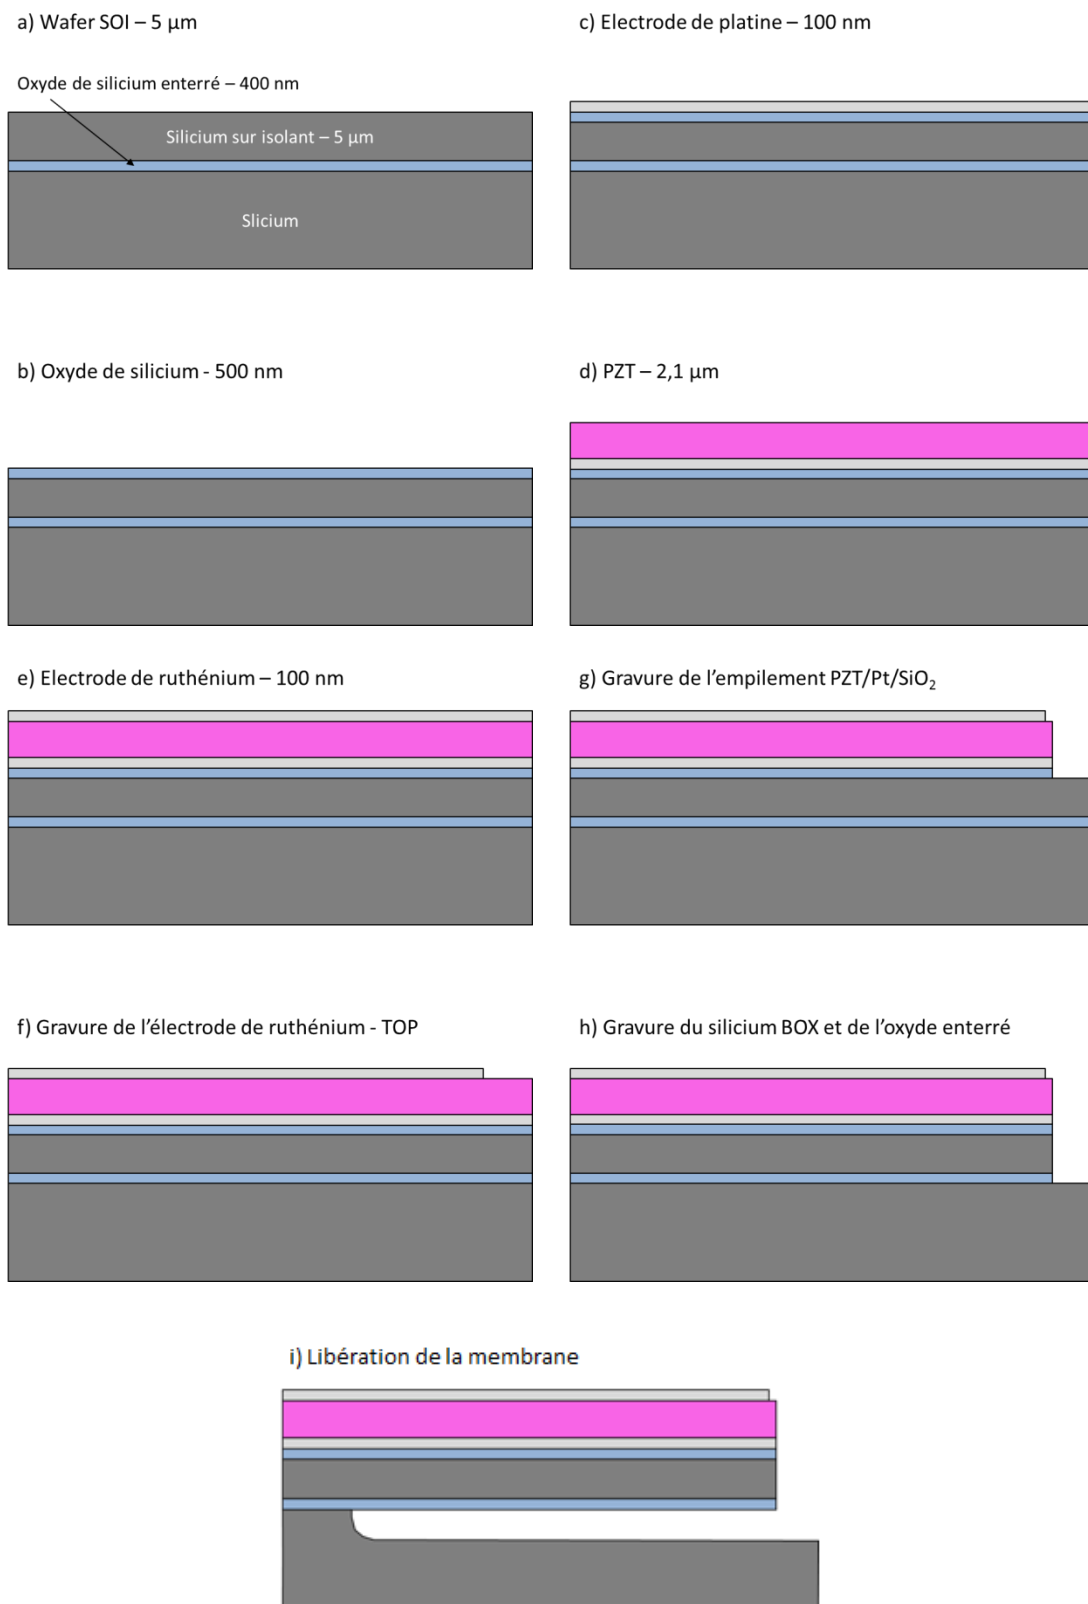 a) Wafer SOI – 5 µm
Oxyde de silicium enterré – 400 nm
Silicium sur isolant – 5 µm
Slicium
c) Electrode de platine – 100 nm
b) Oxyde de silicium - 500 nm
d) PZT – 2,1 µm
e) Electrode de ruthénium – 100 nm
g) Gravure de l’empilement PZT/Pt/SiO₂
f) Gravure de l’électrode de ruthénium - TOP
h) Gravure du silicium BOX et de l’oxyde enterré
i) Libération de la membrane